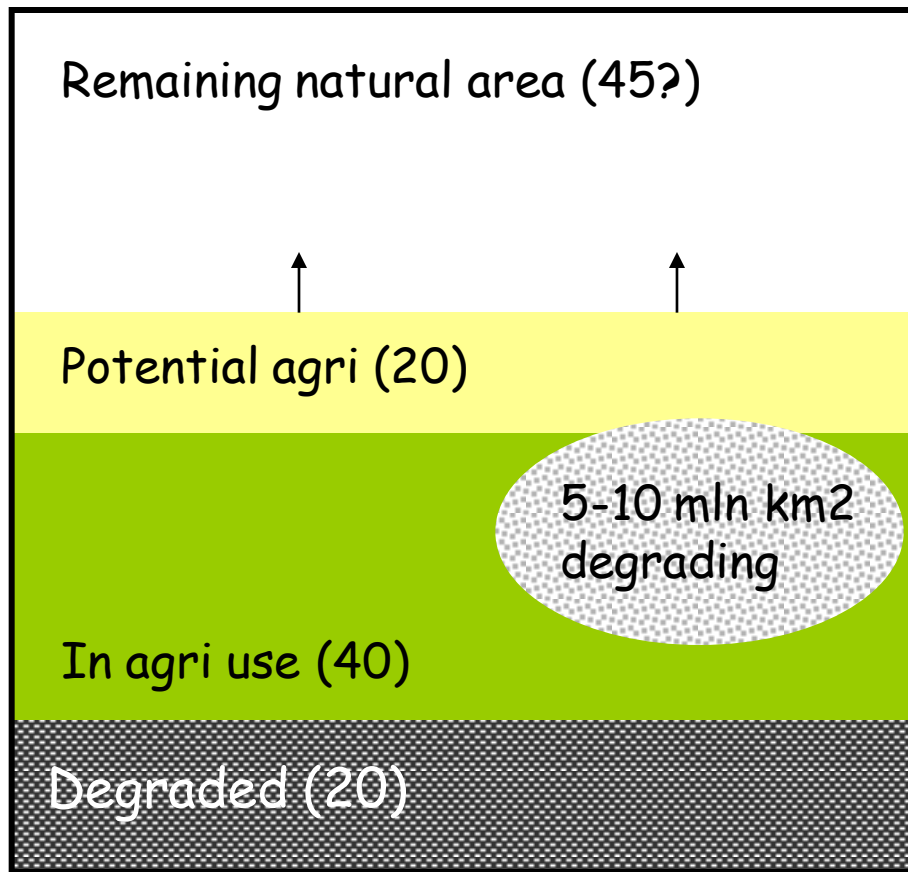 Remaining natural area (45?)
Potential agri (20)
5-10 mln km2
degrading
In agri use (40)
Degraded (20)